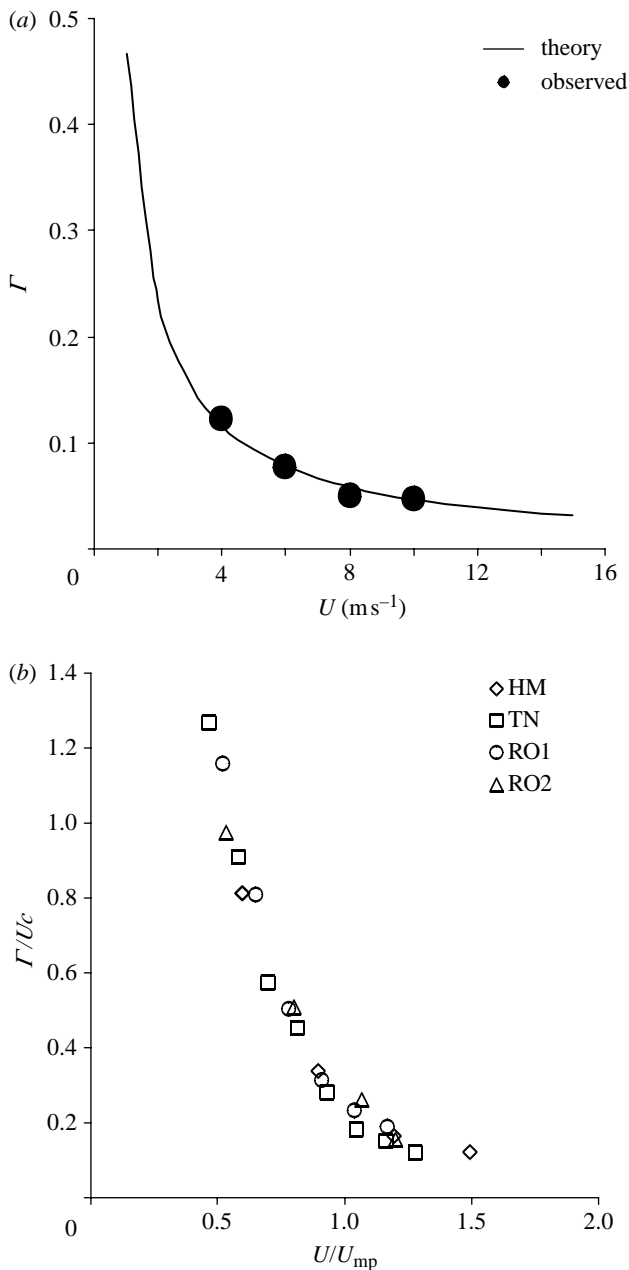 (a)
0.5
0.4
0.3
0.2
0.1
0
Γ
theory
observed
4 8 12 16
U (m s⁻¹)
(b)
1.4
1.2
1.0
0.8
0.6
0.4
0.2
0
Γ/Uc
HM
TN
RO1
RO2
0.5 1.0 1.5 2.0
U/Uₘₚ